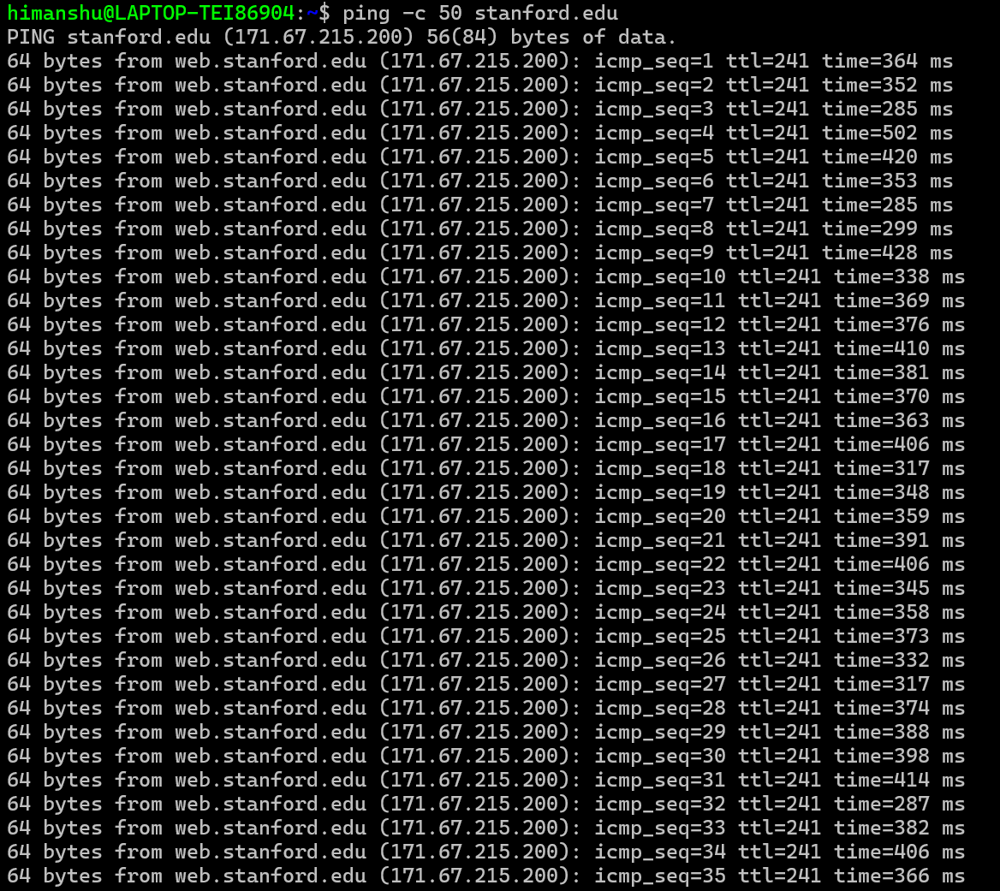 himanshu@LAPTOP-TEI86904:~$ ping -c 50 stanford.edu
PING stanford.edu (171.67.215.200) 56(84) bytes of data.
64 bytes from web.stanford.edu (171.67.215.200): icmp_seq=1 ttl=241 time=364 ms
64 bytes from web.stanford.edu (171.67.215.200): icmp_seq=2 ttl=241 time=352 ms
64 bytes from web.stanford.edu (171.67.215.200): icmp_seq=3 ttl=241 time=285 ms
64 bytes from web.stanford.edu (171.67.215.200): icmp_seq=4 ttl=241 time=502 ms
64 bytes from web.stanford.edu (171.67.215.200): icmp_seq=5 ttl=241 time=420 ms
64 bytes from web.stanford.edu (171.67.215.200): icmp_seq=6 ttl=241 time=353 ms
64 bytes from web.stanford.edu (171.67.215.200): icmp_seq=7 ttl=241 time=285 ms
64 bytes from web.stanford.edu (171.67.215.200): icmp_seq=8 ttl=241 time=299 ms
64 bytes from web.stanford.edu (171.67.215.200): icmp_seq=9 ttl=241 time=428 ms
64 bytes from web.stanford.edu (171.67.215.200): icmp_seq=10 ttl=241 time=338 ms
64 bytes from web.stanford.edu (171.67.215.200): icmp_seq=11 ttl=241 time=369 ms
64 bytes from web.stanford.edu (171.67.215.200): icmp_seq=12 ttl=241 time=376 ms
64 bytes from web.stanford.edu (171.67.215.200): icmp_seq=13 ttl=241 time=410 ms
64 bytes from web.stanford.edu (171.67.215.200): icmp_seq=14 ttl=241 time=381 ms
64 bytes from web.stanford.edu (171.67.215.200): icmp_seq=15 ttl=241 time=370 ms
64 bytes from web.stanford.edu (171.67.215.200): icmp_seq=16 ttl=241 time=363 ms
64 bytes from web.stanford.edu (171.67.215.200): icmp_seq=17 ttl=241 time=406 ms
64 bytes from web.stanford.edu (171.67.215.200): icmp_seq=18 ttl=241 time=317 ms
64 bytes from web.stanford.edu (171.67.215.200): icmp_seq=19 ttl=241 time=348 ms
64 bytes from web.stanford.edu (171.67.215.200): icmp_seq=20 ttl=241 time=359 ms
64 bytes from web.stanford.edu (171.67.215.200): icmp_seq=21 ttl=241 time=391 ms
64 bytes from web.stanford.edu (171.67.215.200): icmp_seq=22 ttl=241 time=406 ms
64 bytes from web.stanford.edu (171.67.215.200): icmp_seq=23 ttl=241 time=345 ms
64 bytes from web.stanford.edu (171.67.215.200): icmp_seq=24 ttl=241 time=358 ms
64 bytes from web.stanford.edu (171.67.215.200): icmp_seq=25 ttl=241 time=373 ms
64 bytes from web.stanford.edu (171.67.215.200): icmp_seq=26 ttl=241 time=332 ms
64 bytes from web.stanford.edu (171.67.215.200): icmp_seq=27 ttl=241 time=317 ms
64 bytes from web.stanford.edu (171.67.215.200): icmp_seq=28 ttl=241 time=374 ms
64 bytes from web.stanford.edu (171.67.215.200): icmp_seq=29 ttl=241 time=388 ms
64 bytes from web.stanford.edu (171.67.215.200): icmp_seq=30 ttl=241 time=398 ms
64 bytes from web.stanford.edu (171.67.215.200): icmp_seq=31 ttl=241 time=414 ms
64 bytes from web.stanford.edu (171.67.215.200): icmp_seq=32 ttl=241 time=287 ms
64 bytes from web.stanford.edu (171.67.215.200): icmp_seq=33 ttl=241 time=382 ms
64 bytes from web.stanford.edu (171.67.215.200): icmp_seq=34 ttl=241 time=406 ms
64 bytes from web.stanford.edu (171.67.215.200): icmp_seq=35 ttl=241 time=366 ms